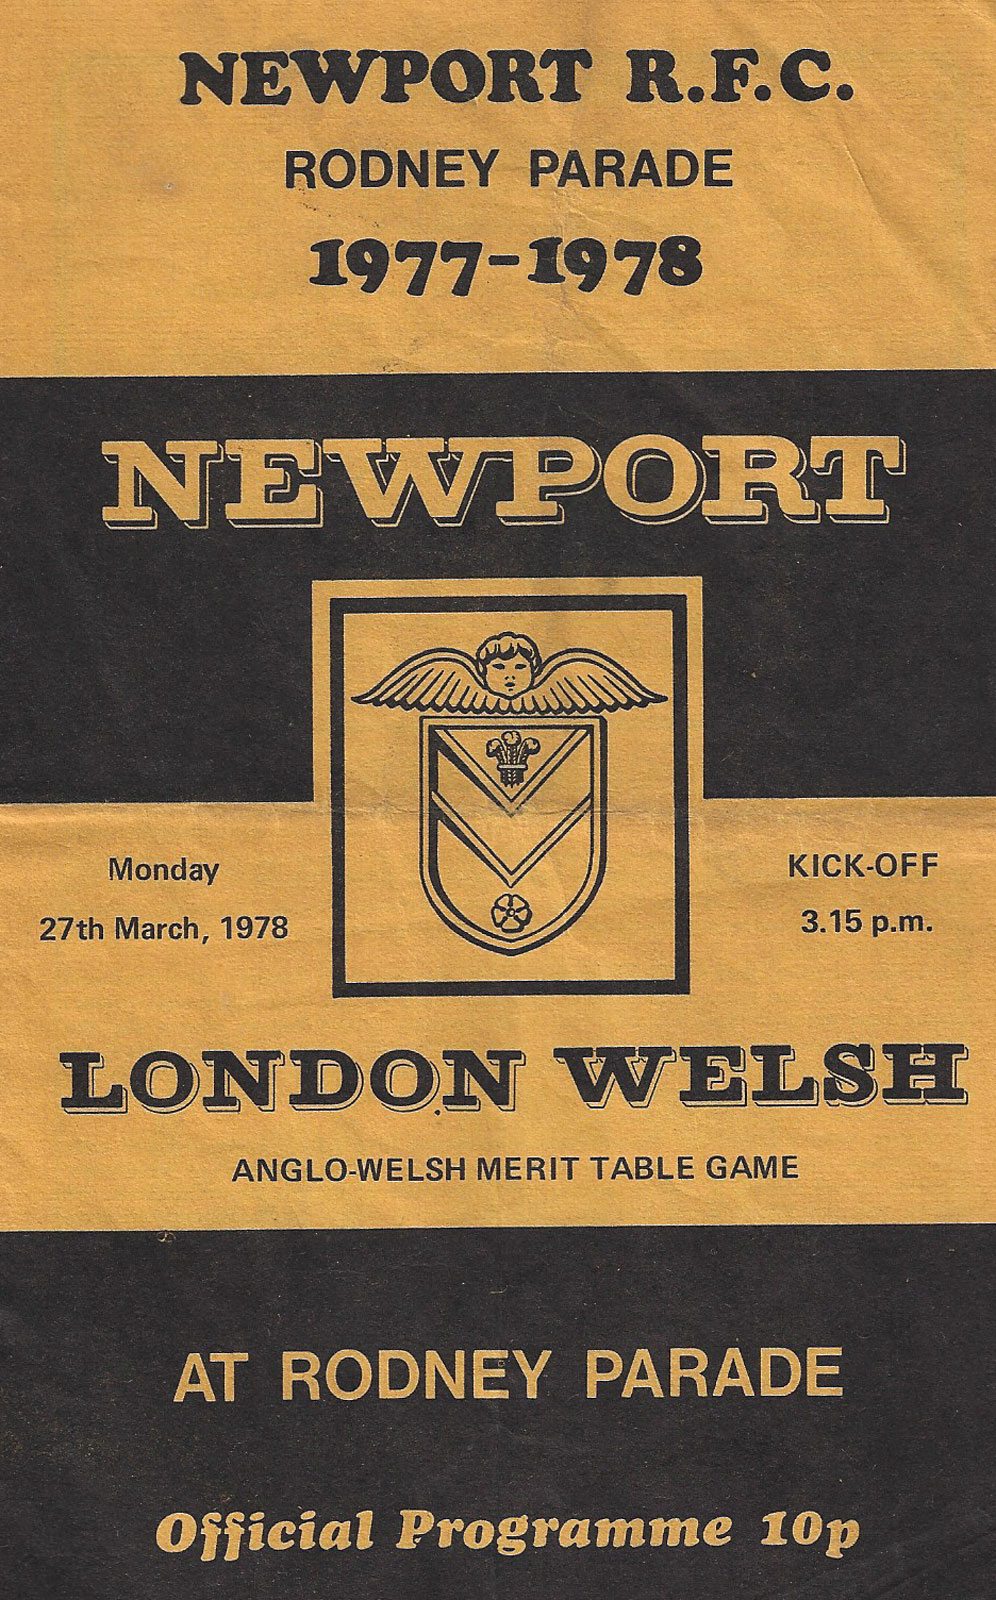 NEWPORT R.F.C.
RODNEY PARADE
1977-1978
NEWPORT
Monday
27th March, 1978
KICK-OFF
3.15 p.m.
LONDON WELSH
ANGLO-WELSH MERIT TABLE GAME
AT RODNEY PARADE
Official Programme 10p